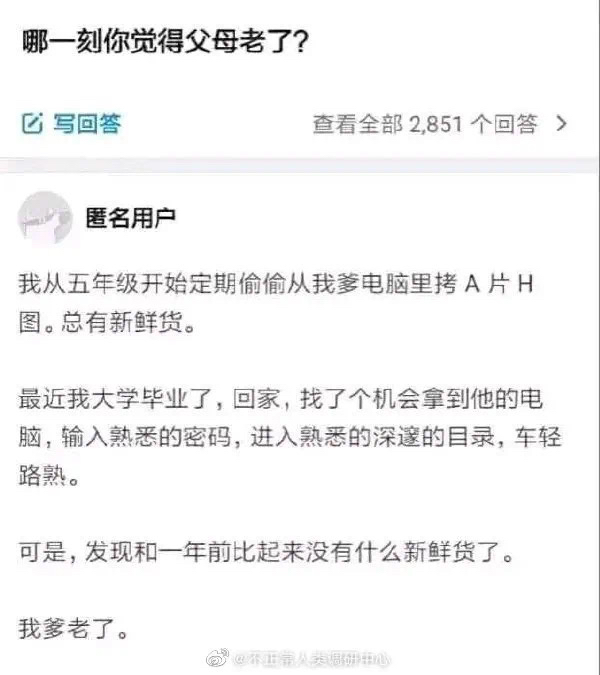 哪一刻你觉得父母老了？
写回答
查看全部 2,851 个回答
匿名用户
我从五年级开始定期偷偷从我爹电脑里拷 A 片 H
图。总有新鲜货。
最近我大学毕业了，回家，找了个机会拿到他的电
脑，输入熟悉的密码，进入熟悉的深邃的目录，车轻
路熟。
可是，发现和一年前比起来没有什么新鲜货了。
我爹老了。
@不正常人类调研中心